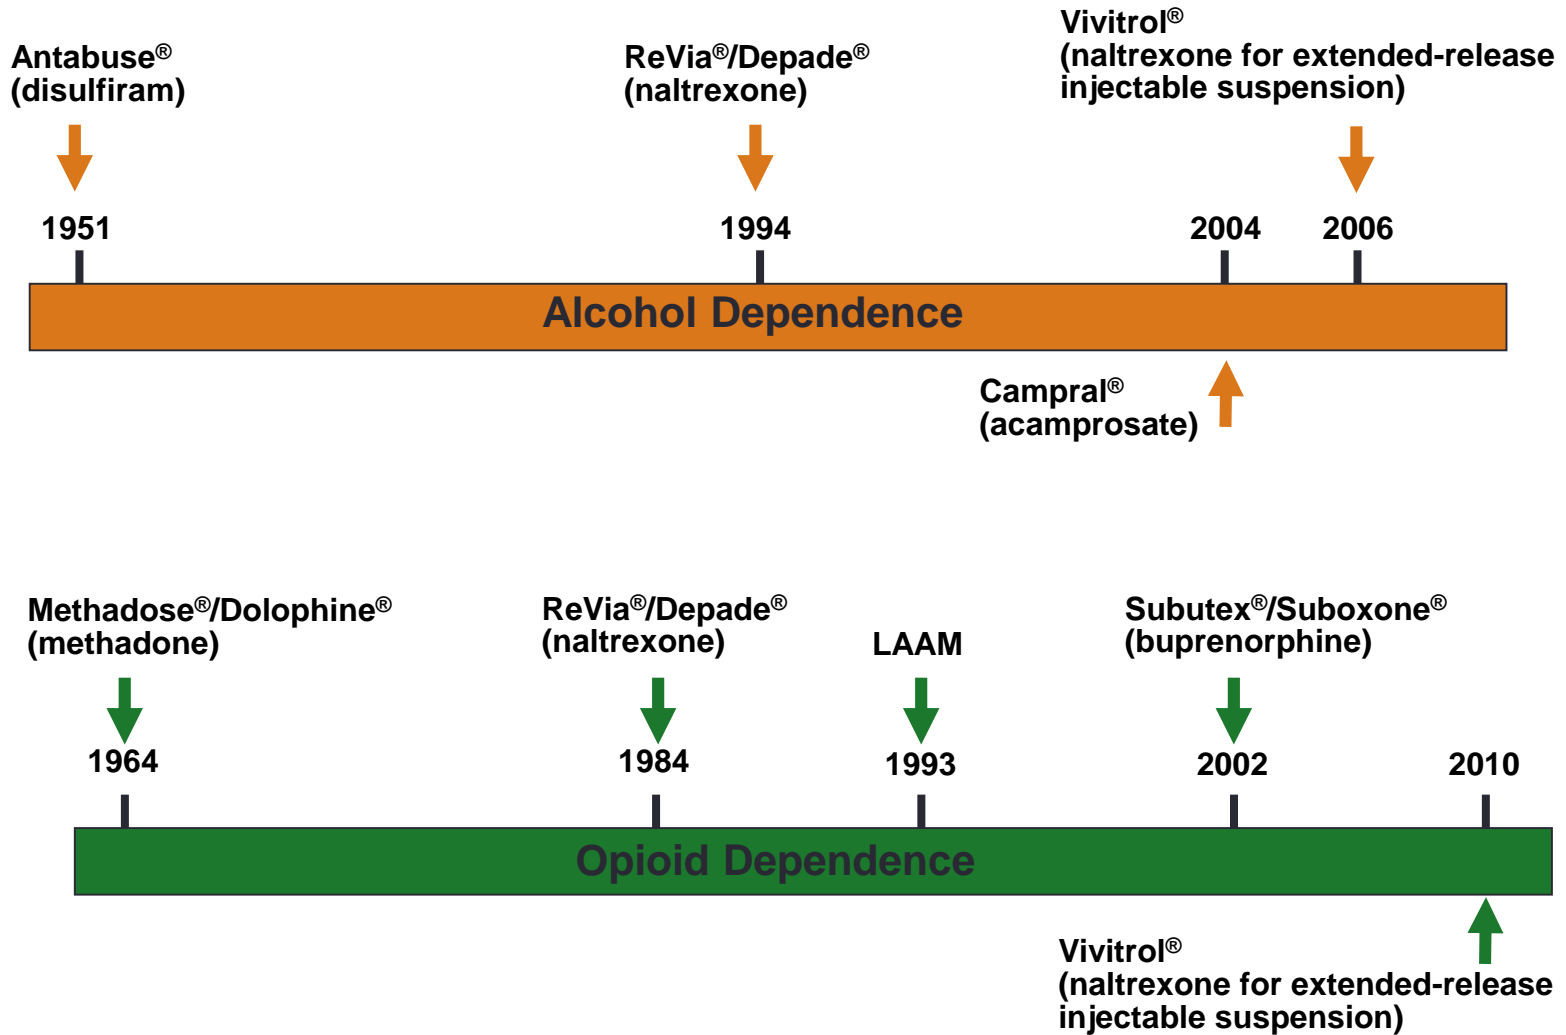 Antabuse®
(disulfiram)
ReVia®/Depade®
(naltrexone)
Vivitrol®
(naltrexone for extended-release
injectable suspension)
1951
1994
2004
2006
Alcohol Dependence
Campral®
(acamprosate)
Methadose®/Dolophine®
(methadone)
ReVia®/Depade®
(naltrexone)
LAAM
Subutex®/Suboxone®
(buprenorphine)
1964
1984
1993
2002
2010
Opioid Dependence
Vivitrol®
(naltrexone for extended-release
injectable suspension)